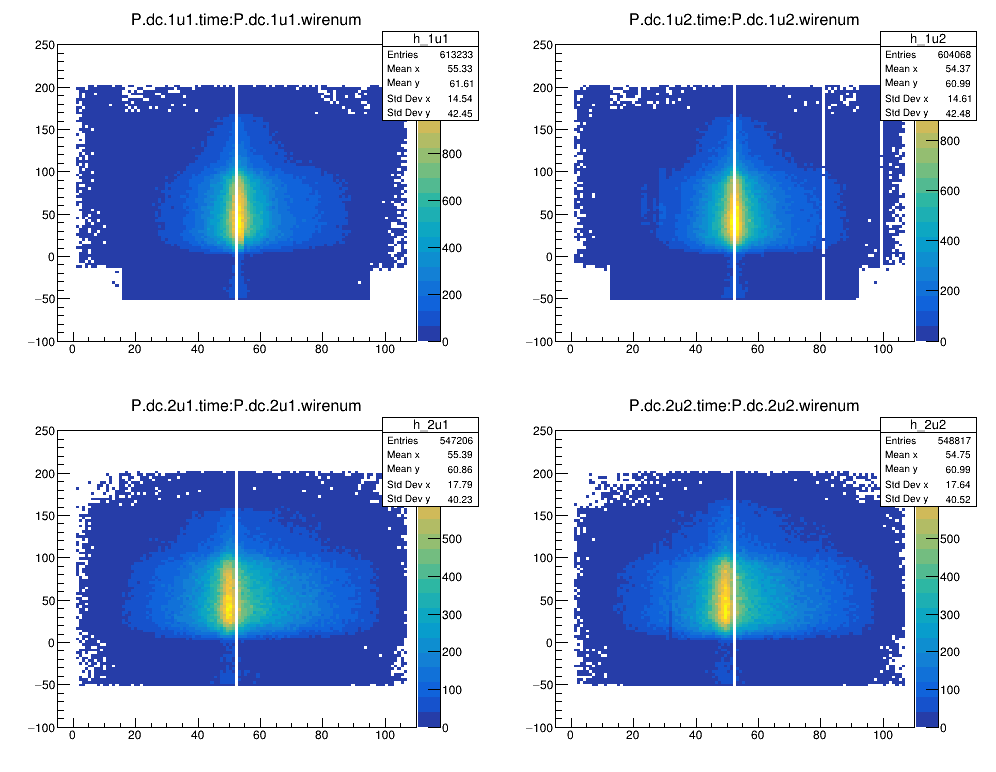 P.dc.1u1.time:P.dc.1u1.wirenum
h_1u1
Entries 613233
Mean x 55.33
Mean y 61.61
Std Dev x 14.54
Std Dev y 42.45
250
200
150
100
50
0
−50
−100
0 20 40 60 80 100
800
600
400
200
0
P.dc.1u2.time:P.dc.1u2.wirenum
h_1u2
Entries 604068
Mean x 54.37
Mean y 60.99
Std Dev x 14.61
Std Dev y 42.48
250
200
150
100
50
0
−50
−100
0 20 40 60 80 100
800
600
400
200
0
P.dc.2u1.time:P.dc.2u1.wirenum
h_2u1
Entries 547206
Mean x 55.39
Mean y 60.86
Std Dev x 17.79
Std Dev y 40.23
250
200
150
100
50
0
−50
−100
0 20 40 60 80 100
500
400
300
200
100
0
P.dc.2u2.time:P.dc.2u2.wirenum
h_2u2
Entries 548817
Mean x 54.75
Mean y 60.99
Std Dev x 17.64
Std Dev y 40.52
250
200
150
100
50
0
−50
−100
0 20 40 60 80 100
500
400
300
200
100
0